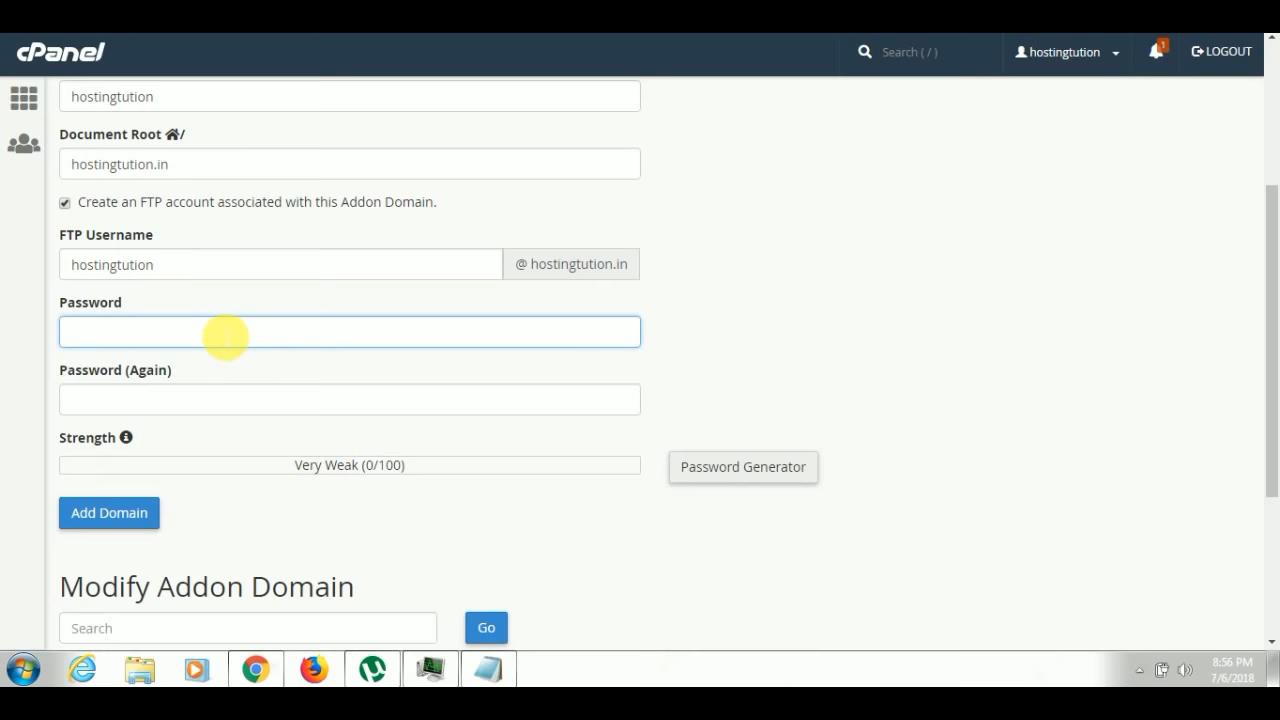 cPanel
Search ( / )
hostingtution
1
LOGOUT
hostingtution
Document Root /
hostingtution.in
Create an FTP account associated with this Addon Domain.
FTP Username
hostingtution
@ hostingtution.in
Password
Password (Again)
Strength
Very Weak (0/100)
Password Generator
Add Domain
Modify Addon Domain
Search
Go
8:56 PM
7/6/2018